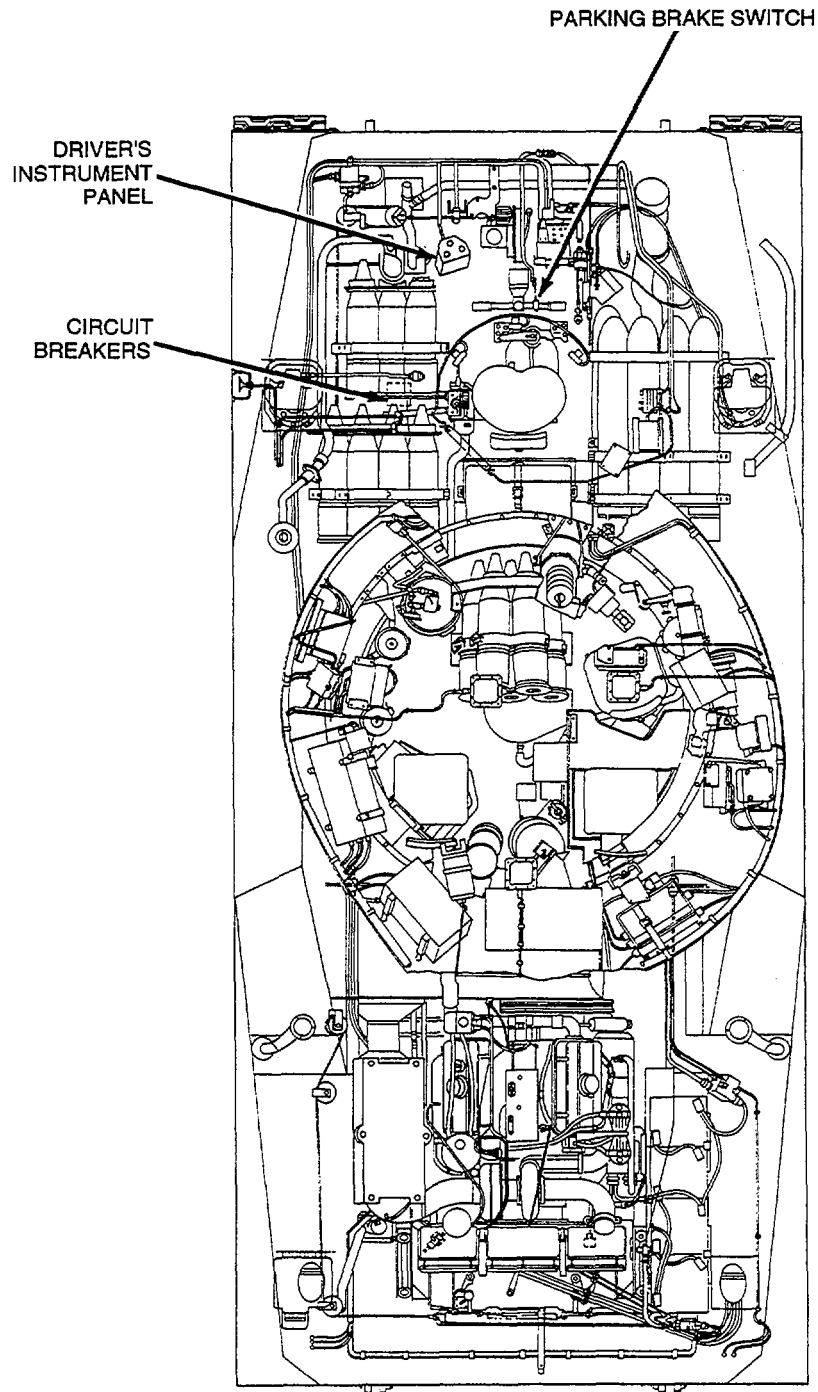 PARKING BRAKE SWITCH
DRIVER'S
INSTRUMENT
PANEL
CIRCUIT
BREAKERS